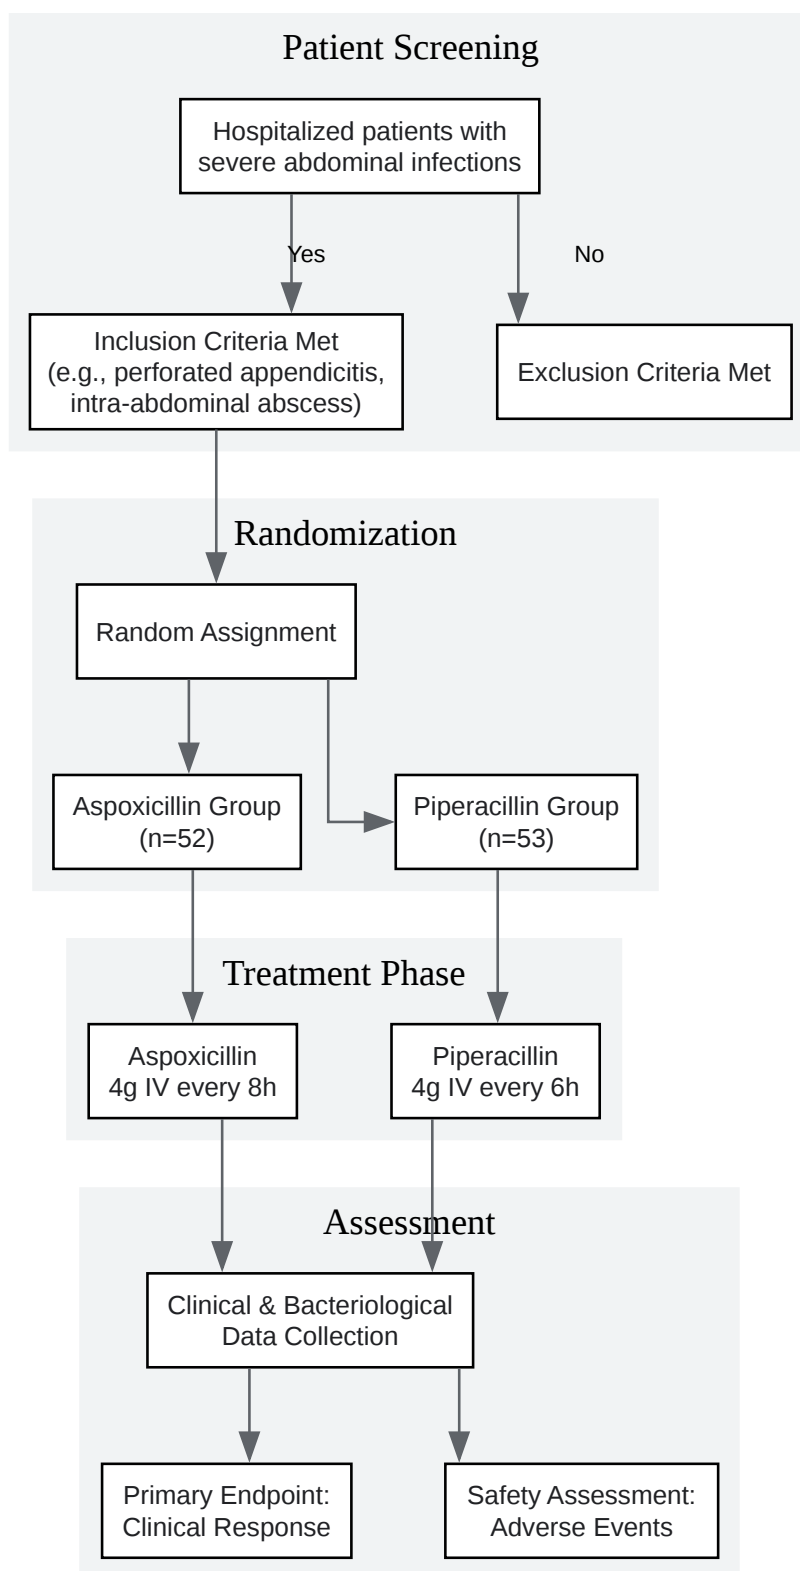 Patient Screening
Hospitalized patients with
severe abdominal infections
Yes
No
Inclusion Criteria Met
(e.g., perforated appendicitis,
intra-abdominal abscess)
Exclusion Criteria Met
Randomization
Random Assignment
Aspoxicillin Group
(n=52)
Piperacillin Group
(n=53)
Treatment Phase
Aspoxicillin
4g IV every 8h
Piperacillin
4g IV every 6h
Assessment
Clinical & Bacteriological
Data Collection
Primary Endpoint:
Clinical Response
Safety Assessment:
Adverse Events